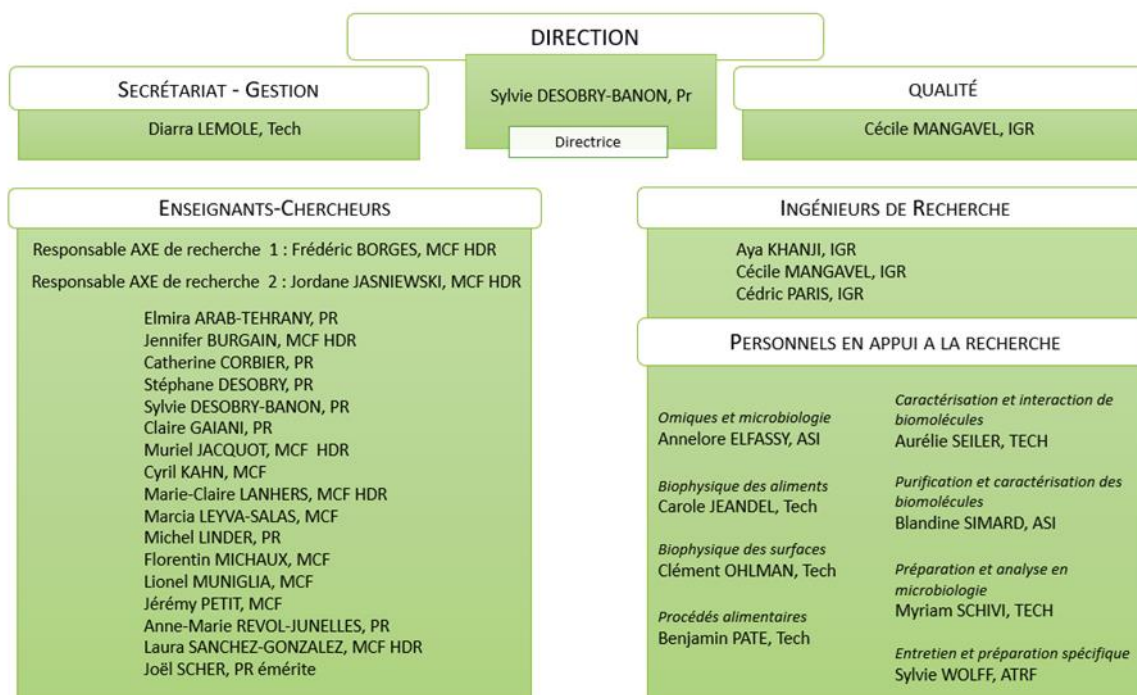 DIRECTION
Sylvie DESOBRY-BANON, Pr
Directrice
SECRÉTARIAT - GESTION
Diarra LEMOLE, Tech
QUALITÉ
Cécile MANGAVEL, IGR
ENSEIGNANTS-CHERCHEURS
Responsable AXE de recherche 1 : Frédéric BORGES, MCF HDR
Responsable AXE de recherche 2 : Jordane JASNIEWSKI, MCF HDR
Elmira ARAB-TEHRANY, PR
Jennifer BURGAIN, MCF HDR
Catherine CORBIER, PR
Stéphane DESOBRY, PR
Sylvie DESOBRY-BANON, PR
Claire GAIANI, PR
Muriel JACQUOT, MCF HDR
Cyril KAHN, MCF
Marie-Claire LANHERS, MCF HDR
Marcia LEYVA-SALAS, MCF
Michel LINDER, PR
Florentin MICHAUX, MCF
Lionel MUNIGLIA, MCF
Jérémy PETIT, MCF
Anne-Marie REVOL-JUNELLES, PR
Laura SANCHEZ-GONZALEZ, MCF HDR
Joël SCHER, PR émérite
INGÉNIEURS DE RECHERCHE
Aya KHANJI, IGR
Cécile MANGAVEL, IGR
Cédric PARIS, IGR
PERSONNELS EN APPUI A LA RECHERCHE
Omiques et microbiologie
Annelore ELFASSY, ASI
Biophysique des aliments
Carole JEANDEL, Tech
Biophysique des surfaces
Clément OHLMAN, Tech
Procédés alimentaires
Benjamin PATE, Tech
Caractérisation et interaction de
biomolécules
Aurélie SEILER, TECH
Purification et caractérisation des
biomolécules
Blandine SIMARD, ASI
Préparation et analyse en
microbiologie
Myriam SCHIVI, TECH
Entretien et préparation spécifique
Sylvie WOLFF, ATRF